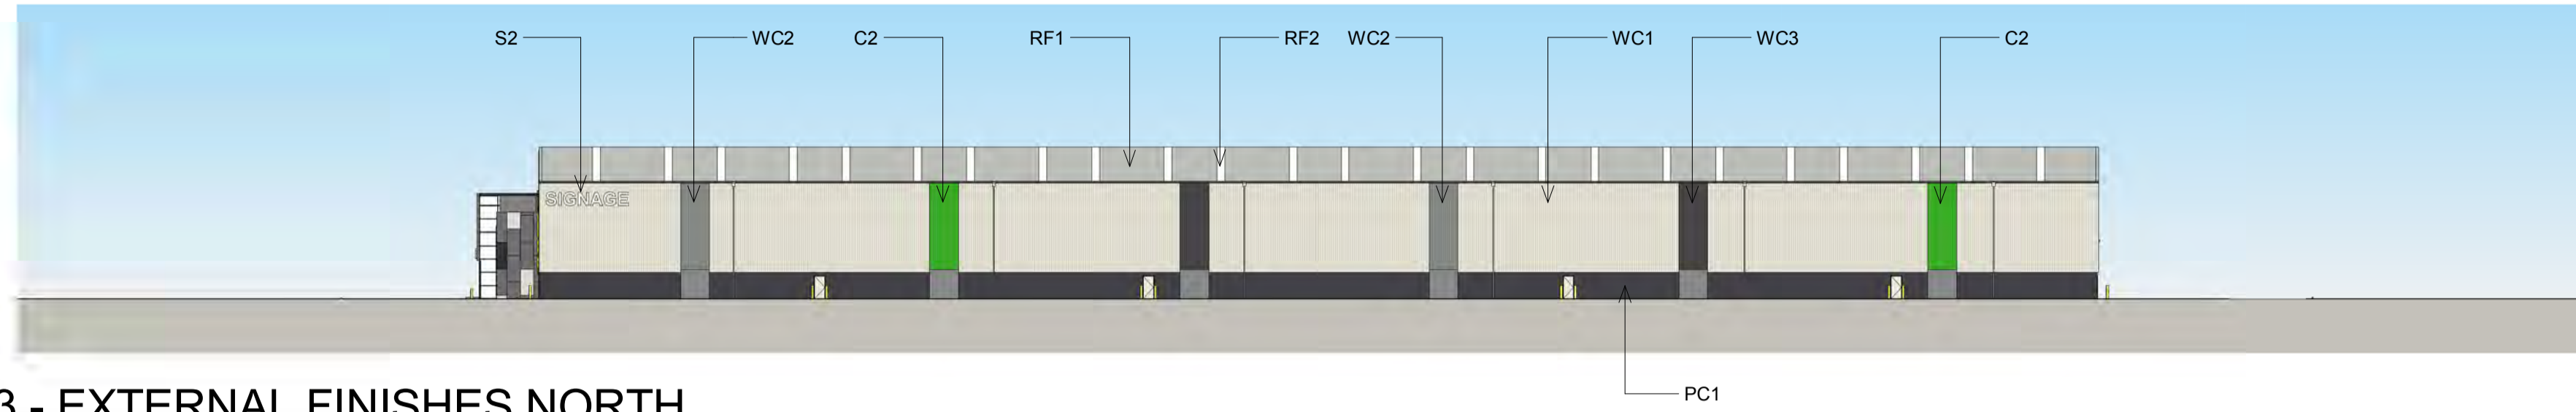 S2 WC2 C2 RF1 RF2 WC2 WC1 WC3 C2
SIGNAGE
PC1
3 - EXTERNAL FINISHES NORTH